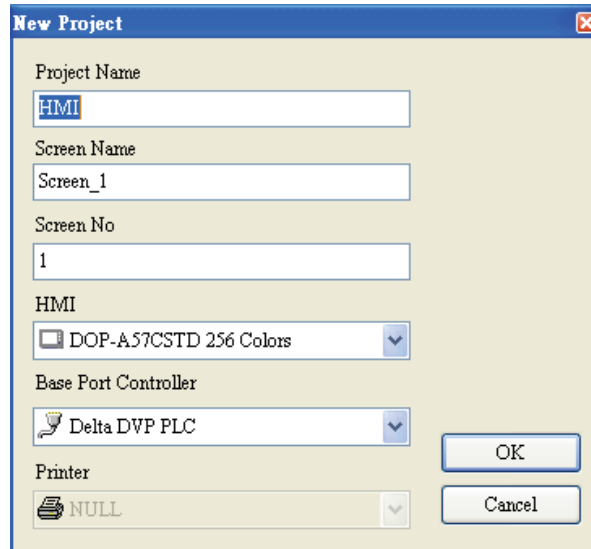 New Project
Project Name
HMI
Screen Name
Screen_1
Screen No
1
HMI
DOP-A57CSTD 256 Colors
Base Port Controller
Delta DVP PLC
Printer
NULL
OK
Cancel